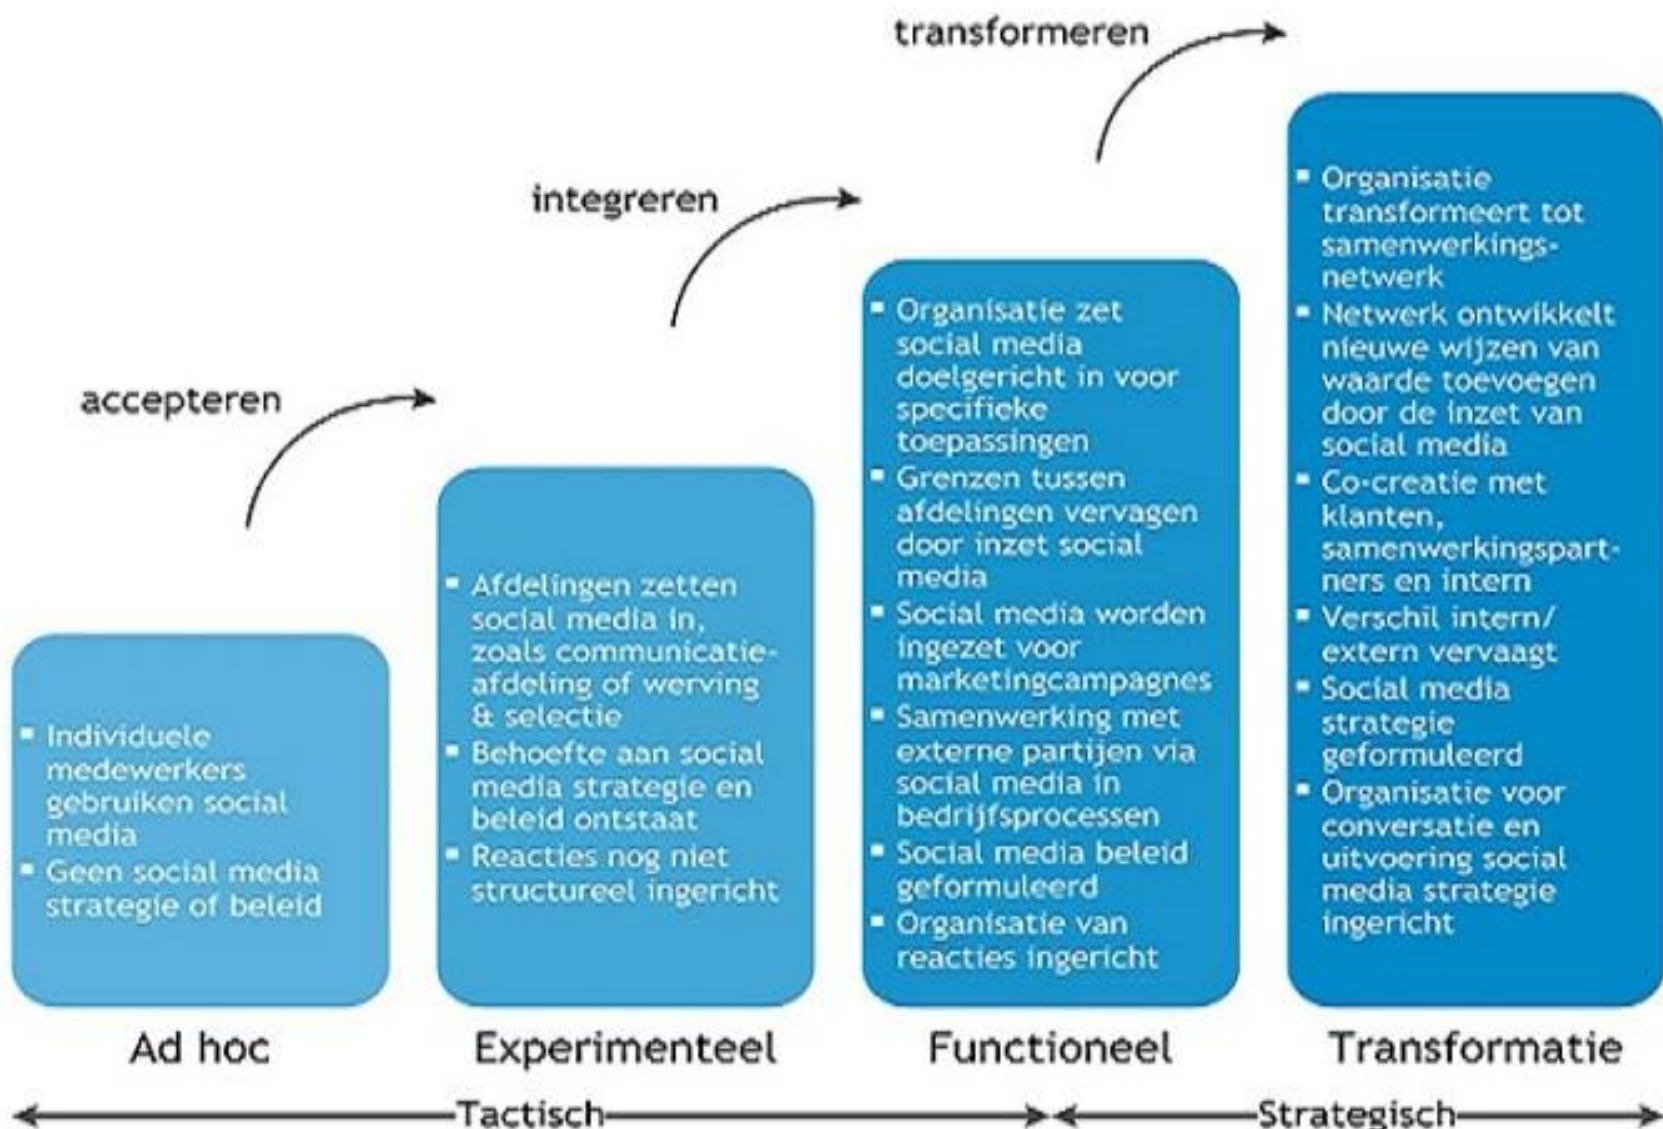 transformeren
integreren
accepteren
▪ Individuele
medewerkers
gebruiken social
media
▪ Geen social media
strategie of beleid
▪ Afdelingen zetten
social media in,
zoals communicatie-
afdeling of werving
& selectie
▪ Behoefte aan social
media strategie en
beleid ontstaat
▪ Reacties nog niet
structureel ingericht
▪ Organisatie zet
social media
doelgericht in voor
specifieke
toepassingen
▪ Grenzen tussen
afdelingen vervagen
door inzet social
media
▪ Social media worden
ingezet voor
marketingcampagnes
▪ Samenwerking met
externe partijen via
social media in
bedrijfsprocessen
▪ Social media beleid
geformuleerd
▪ Organisatie van
reacties ingericht
▪ Organisatie
transformeert tot
samenwerkings-
netwerk
▪ Netwerk ontwikkelt
nieuwe wijzen van
waarde toevoegen
door de inzet van
social media
▪ Co-creatie met
klanten,
samenwerkingspart-
ners en intern
▪ Verschil intern/
extern vervaagt
▪ Social media
strategie
geformuleerd
▪ Organisatie voor
conversatie en
uitvoering social
media strategie
ingericht
Ad hoc
Experimenteel
Functioneel
Transformatie
Tactisch
Strategisch